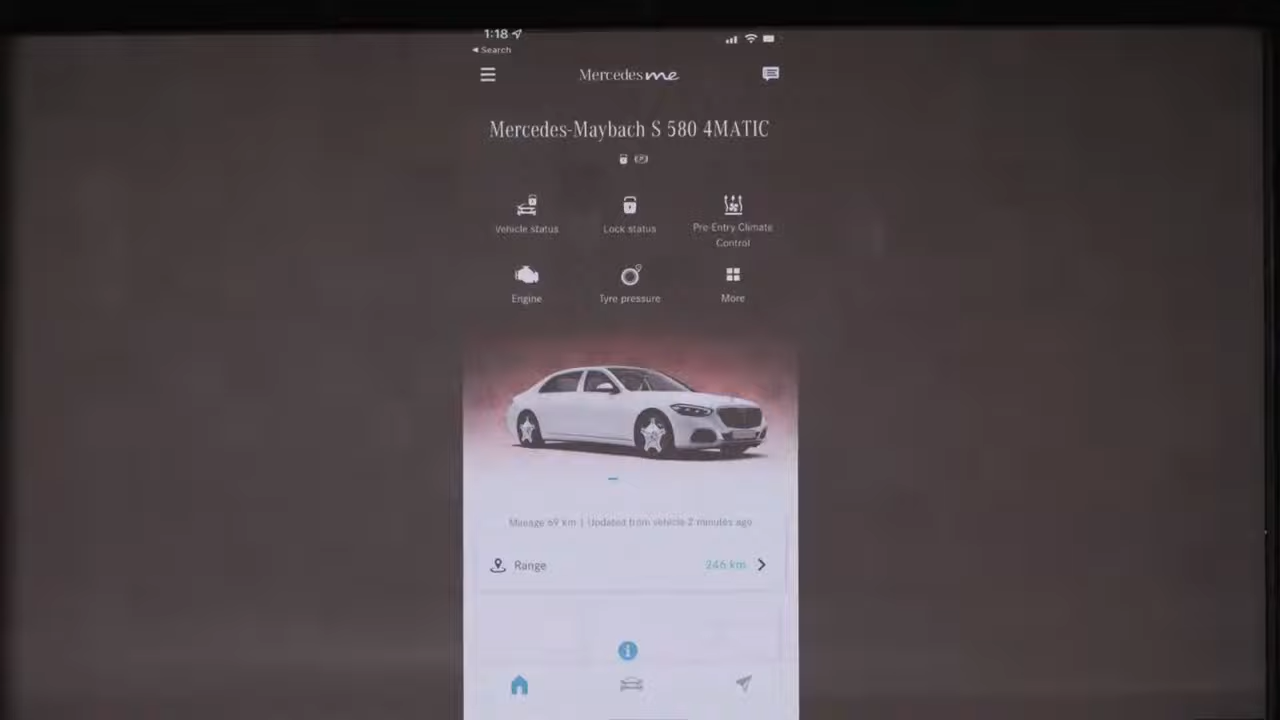 1:18
Search
Mercedes me
Mercedes-Maybach S 580 4MATIC
Vehicle status
Lock status
Pre-Entry Climate
Control
Engine
Tyre pressure
More
Mileage 69 km | Updated from vehicle 2 minutes ago
Range
246 km